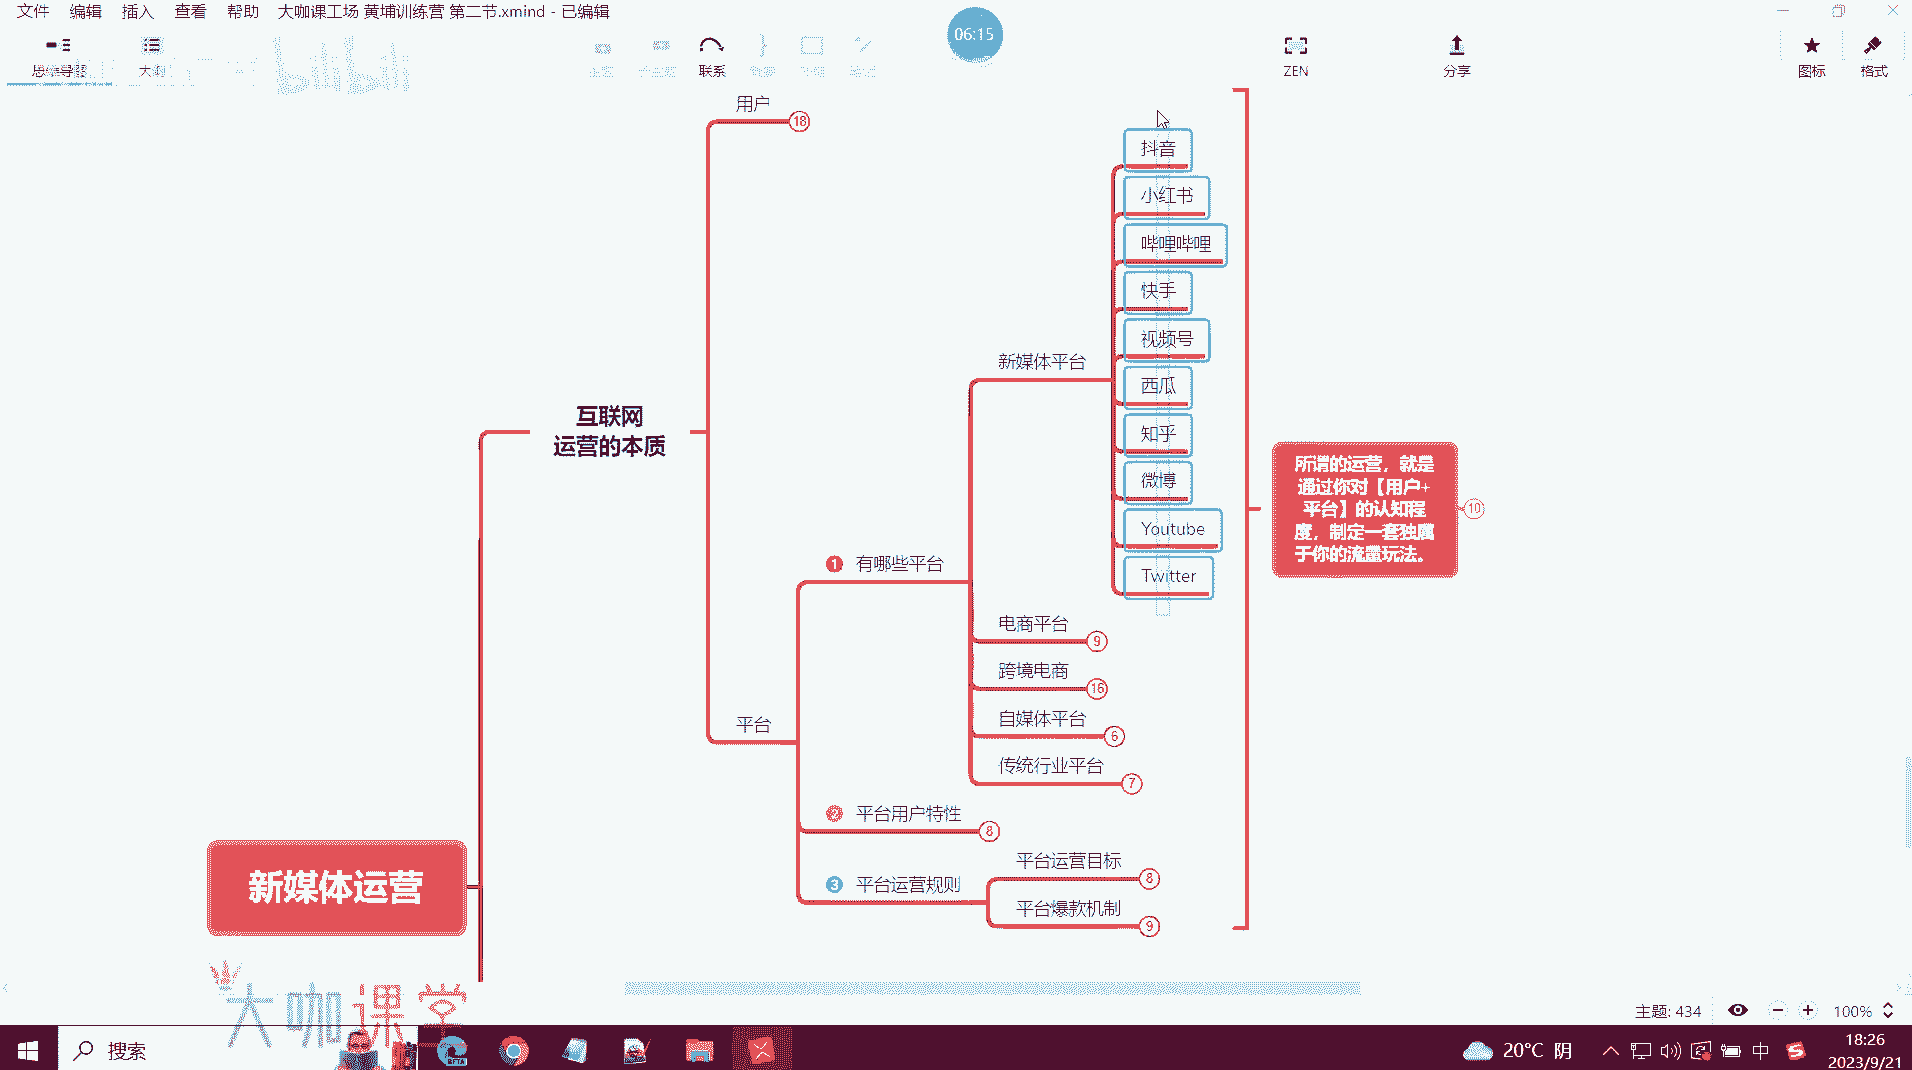 文件 编辑 插入 查看 帮助 大咖课工场 黄埔训练营 第二节.xmind - 已编辑
06:15
思维导图
大纲
bilibili
联系
ZEN
分享
图标
格式
用户
18
抖音
小红书
哔哩哔哩
快手
视频号
西瓜
知乎
微博
Youtube
Twitter
新媒体平台
互联网
运营的本质
所谓的运营，就是
通过你对【用户+
平台】的认知程
度，制定一套独属
于你的流量玩法。
10
1 有哪些平台
电商平台
9
跨境电商
16
自媒体平台
6
传统行业平台
7
平台
2 平台用户特性
8
3 平台运营规则
平台运营目标
8
平台爆款机制
9
新媒体运营
大咖课堂
主题: 434
100%
搜索
BETA
20°C 阴
中
18:26
2023/9/21